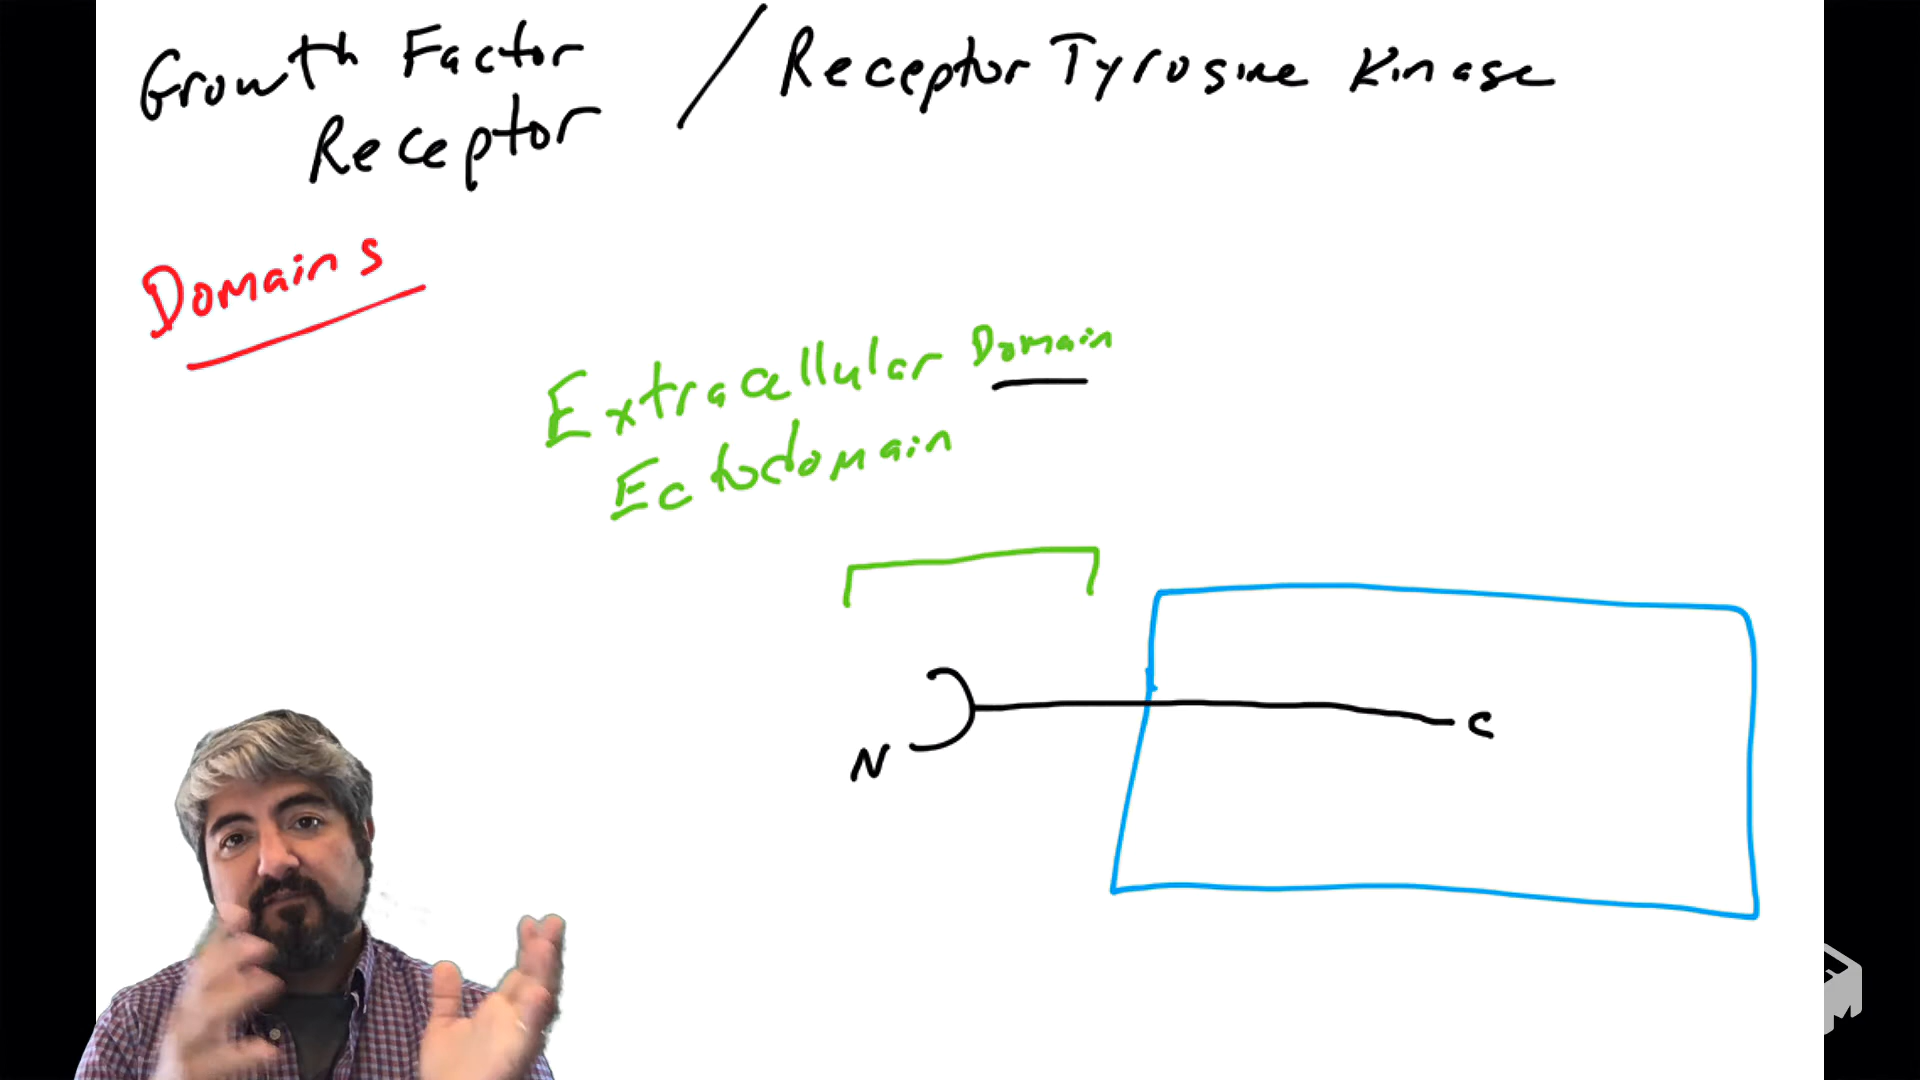 Growth Factor / Receptor Tyrosine Kinase
Receptor
Domains
Extracellular Domain
Ectodomain
N
C
M